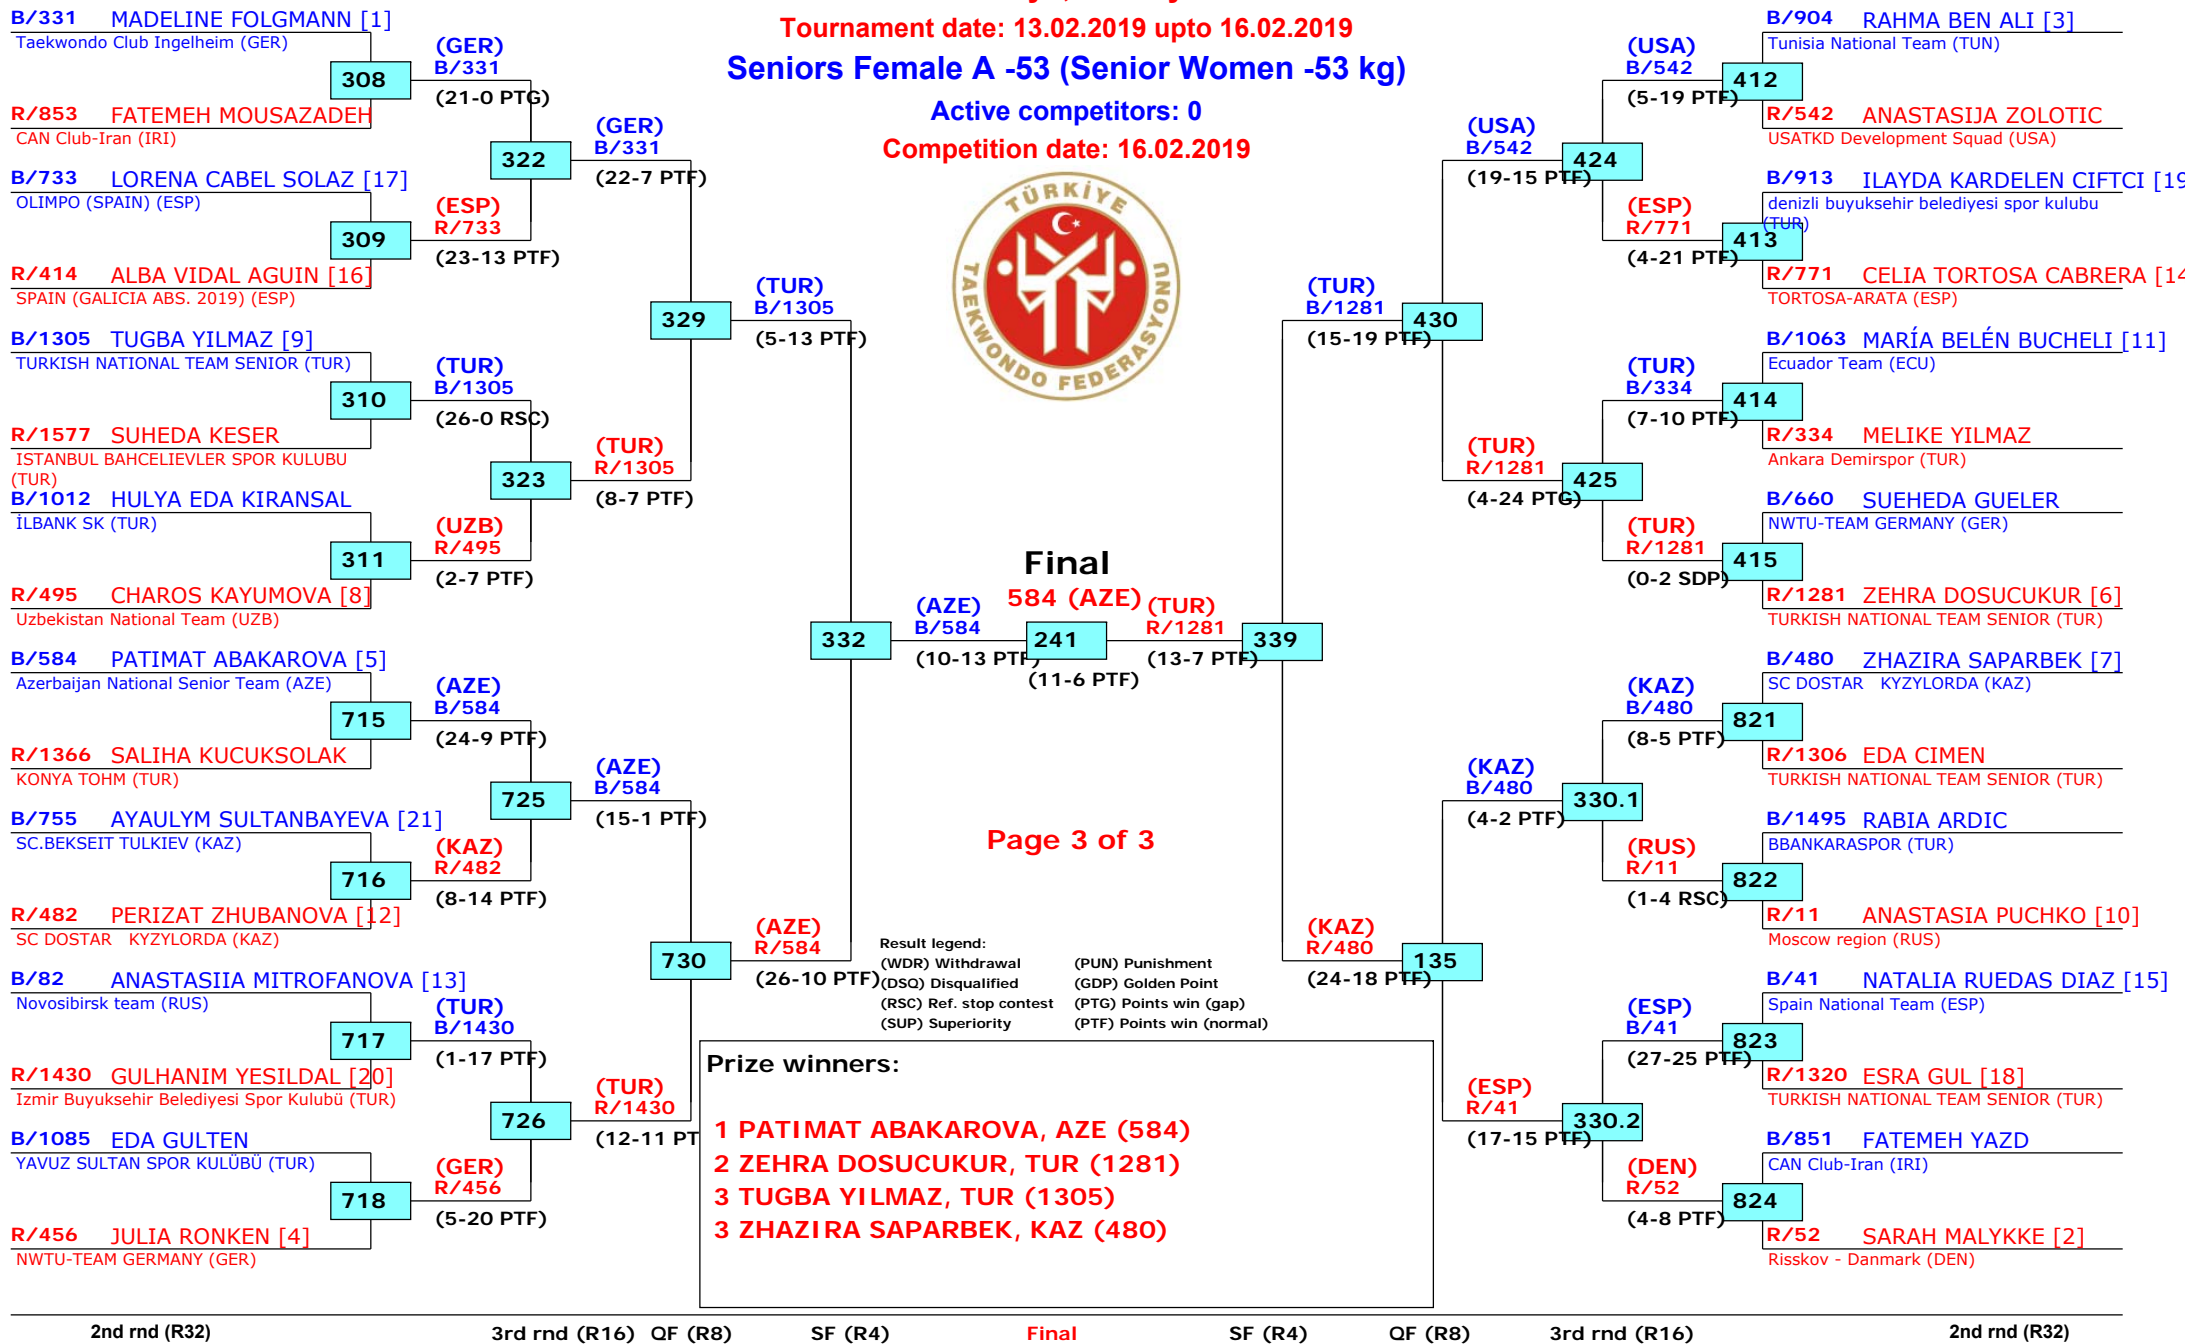 Tournament date: 13.02.2019 upto 16.02.2019
Seniors Female A -53 (Senior Women -53 kg)
Active competitors: 0
Competition date: 16.02.2019
TÜRKİYE
TAEKWONDO FEDERASYONU
B/331 MADELINE FOLGMANN [1]
Taekwondo Club Ingelheim (GER)
308
R/853 FATEMEH MOUSAZADEH
CAN Club-Iran (IRI)
B/733 LORENA CABEL SOLAZ [17]
OLIMPO (SPAIN) (ESP)
309
R/414 ALBA VIDAL AGUIN [16]
SPAIN (GALICIA ABS. 2019) (ESP)
B/1305 TUGBA YILMAZ [9]
TURKISH NATIONAL TEAM SENIOR (TUR)
310
R/1577 SUHEDA KESER
ISTANBUL BAHCELIEVLER SPOR KULUBU
(TUR)
B/1012 HULYA EDA KIRANSAL
İLBANK SK (TUR)
311
R/495 CHAROS KAYUMOVA [8]
Uzbekistan National Team (UZB)
B/584 PATIMAT ABAKAROVA [5]
Azerbaijan National Senior Team (AZE)
715
R/1366 SALIHA KUCUKSOLAK
KONYA TOHM (TUR)
B/755 AYAULYM SULTANBAYEVA [21]
SC.BEKSEIT TULKIEV (KAZ)
716
R/482 PERIZAT ZHUBANOVA [12]
SC DOSTAR KYZYLORDA (KAZ)
B/82 ANASTASIIA MITROFANOVA [13]
Novosibirsk team (RUS)
717
R/1430 GULHANIM YESILDAL [20]
Izmir Buyuksehir Belediyesi Spor Kulubü (TUR)
B/1085 EDA GULTEN
YAVUZ SULTAN SPOR KULÜBÜ (TUR)
718
R/456 JULIA RONKEN [4]
NWTU-TEAM GERMANY (GER)
(GER)
B/331
(21-0 PTG)
322
(ESP)
R/733
(23-13 PTF)
(TUR)
B/1305
(26-0 RSC)
323
(UZB)
R/495
(2-7 PTF)
(AZE)
B/584
(24-9 PTF)
725
(KAZ)
R/482
(8-14 PTF)
(TUR)
B/1430
(1-17 PTF)
726
(GER)
R/456
(5-20 PTF)
(GER)
B/331
(22-7 PTF)
329
(TUR)
R/1305
(8-7 PTF)
(AZE)
B/584
(15-1 PTF)
730
(TUR)
R/1430
(12-11 PT
(TUR)
B/1305
(5-13 PTF)
332
(AZE)
R/584
(26-10 PTF)
(AZE)
B/584
(10-13 PTF)
Final
584 (AZE)
241
(11-6 PTF)
(TUR)
R/1281
(13-7 PTF)
339
(TUR)
B/1281
(15-19 PTF)
430
(KAZ)
R/480
(24-18 PTF)
135
(USA)
B/542
(19-15 PTF)
424
(TUR)
R/1281
(4-24 PTG)
425
(KAZ)
B/480
(4-2 PTF)
330.1
(ESP)
R/41
(17-15 PTF)
330.2
(USA)
B/542
(5-19 PTF)
(ESP)
R/771
(4-21 PTF)
(TUR)
B/334
(7-10 PTF)
(TUR)
R/1281
(0-2 SDP)
(KAZ)
B/480
(8-5 PTF)
(RUS)
R/11
(1-4 RSC)
(ESP)
B/41
(27-25 PTF)
(DEN)
R/52
(4-8 PTF)
B/904 RAHMA BEN ALI [3]
Tunisia National Team (TUN)
412
R/542 ANASTASIJA ZOLOTIC
USATKD Development Squad (USA)
B/913 ILAYDA KARDELEN CIFTCI [19
denizli buyuksehir belediyesi spor kulubu
(TUR)
413
R/771 CELIA TORTOSA CABRERA [14
TORTOSA-ARATA (ESP)
B/1063 MARÍA BELÉN BUCHELI [11]
Ecuador Team (ECU)
414
R/334 MELIKE YILMAZ
Ankara Demirspor (TUR)
B/660 SUEHEDA GUELER
NWTU-TEAM GERMANY (GER)
415
R/1281 ZEHRA DOSUCUKUR [6]
TURKISH NATIONAL TEAM SENIOR (TUR)
B/480 ZHAZIRA SAPARBEK [7]
SC DOSTAR KYZYLORDA (KAZ)
821
R/1306 EDA CIMEN
TURKISH NATIONAL TEAM SENIOR (TUR)
B/1495 RABIA ARDIC
BBANKARASPOR (TUR)
822
R/11 ANASTASIA PUCHKO [10]
Moscow region (RUS)
B/41 NATALIA RUEDAS DIAZ [15]
Spain National Team (ESP)
823
R/1320 ESRA GUL [18]
TURKISH NATIONAL TEAM SENIOR (TUR)
B/851 FATEMEH YAZD
CAN Club-Iran (IRI)
824
R/52 SARAH MALYKKE [2]
Risskov - Danmark (DEN)
Page 3 of 3
Result legend:
(WDR) Withdrawal (PUN) Punishment
(DSQ) Disqualified (GDP) Golden Point
(RSC) Ref. stop contest (PTG) Points win (gap)
(SUP) Superiority (PTF) Points win (normal)
Prize winners:
1 PATIMAT ABAKAROVA, AZE (584)
2 ZEHRA DOSUCUKUR, TUR (1281)
3 TUGBA YILMAZ, TUR (1305)
3 ZHAZIRA SAPARBEK, KAZ (480)
2nd rnd (R32) 3rd rnd (R16) QF (R8) SF (R4) Final SF (R4) QF (R8) 3rd rnd (R16) 2nd rnd (R32)